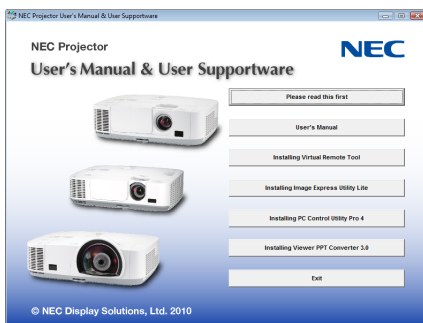 NEC Projector User's Manual & User Supportware
NEC Projector
NEC
User's Manual & User Supportware
Please read this first
User's Manual
Installing Virtual Remote Tool
Installing Image Express Utility Lite
Installing PC Control Utility Pro 4
Installing Viewer PPT Converter 3.0
Exit
© NEC Display Solutions, Ltd. 2010